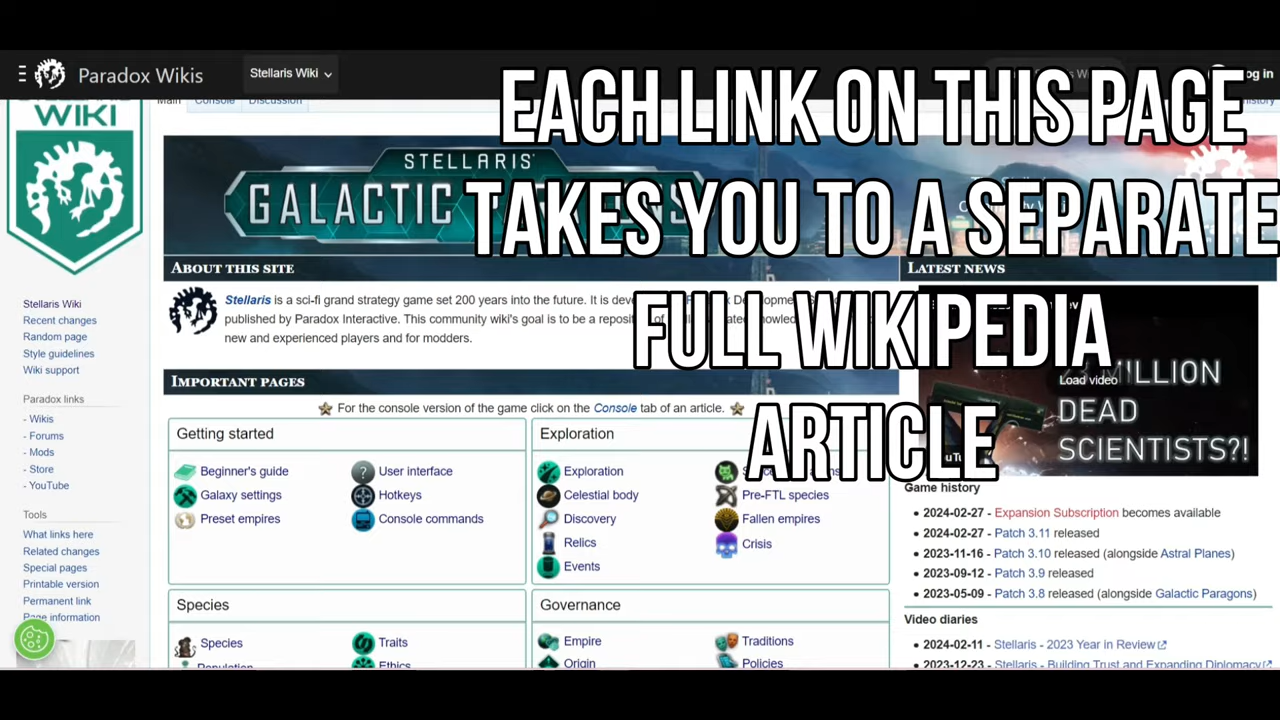 Paradox Wikis
Stellaris Wiki
EACH LINK ON THIS PAGE
TAKES YOU TO A SEPARATE
FULL WIKIPEDIA
ARTICLE
og in
Main Console Discussion
history
WIKI
STELLARIS
GALACTIC
ABOUT THIS SITE
Stellaris is a sci-fi grand strategy game set 200 years into the future. It is
published by Paradox Interactive. This community wiki's goal is to be a
new and experienced players and for modders.
Stellaris Wiki
Recent changes
Random page
Style guidelines
Wiki support
Paradox links
- Wikis
- Forums
- Mods
- Store
- YouTube
Tools
What links here
Related changes
Special pages
Printable version
Permanent link
Page information
IMPORTANT PAGES
For the console version of the game click on the Console tab of an article.
Getting started
Beginner's guide
User interface
Galaxy settings
Hotkeys
Preset empires
Console commands
Exploration
Exploration
Celestial body
Pre-FTL species
Discovery
Fallen empires
Relics
Crisis
Events
Species
Species
Traits
Population
Ethics
Governance
Empire
Traditions
Origin
Policies
LATEST NEWS
MILLION
Load video
DEAD
SCIENTISTS?!
Game history
2024-02-27 - Expansion Subscription becomes available
2024-02-27 - Patch 3.11 released
2023-11-16 - Patch 3.10 released (alongside Astral Planes)
2023-09-12 - Patch 3.9 released
2023-05-09 - Patch 3.8 released (alongside Galactic Paragons)
Video diaries
2024-02-11 - Stellaris - 2023 Year in Review
2023-12-23 - Stellaris - Building Trust and Expanding Diplomacy